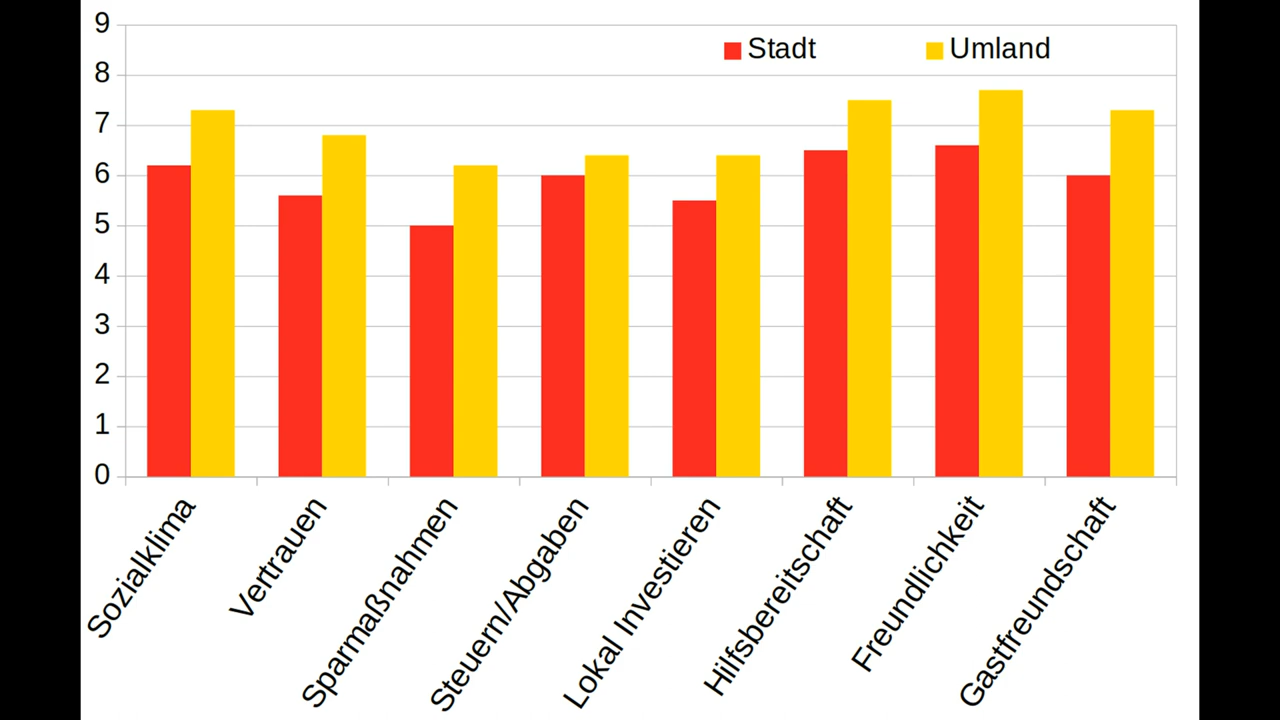 9
8
7
6
5
4
3
2
1
0
Stadt
Umland
Sozialklima
Vertrauen
Sparmaßnahmen
Steuern/Abgaben
Lokal Investieren
Hilfsbereitschaft
Freundlichkeit
Gastfreundschaft